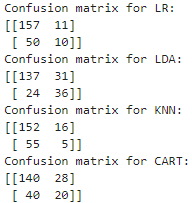 Confusion matrix for LR:
[[157 11]
[ 50 10]]
Confusion matrix for LDA:
[[137 31]
[ 24 36]]
Confusion matrix for KNN:
[[152 16]
[ 55 5]]
Confusion matrix for CART:
[[140 28]
[ 40 20]]